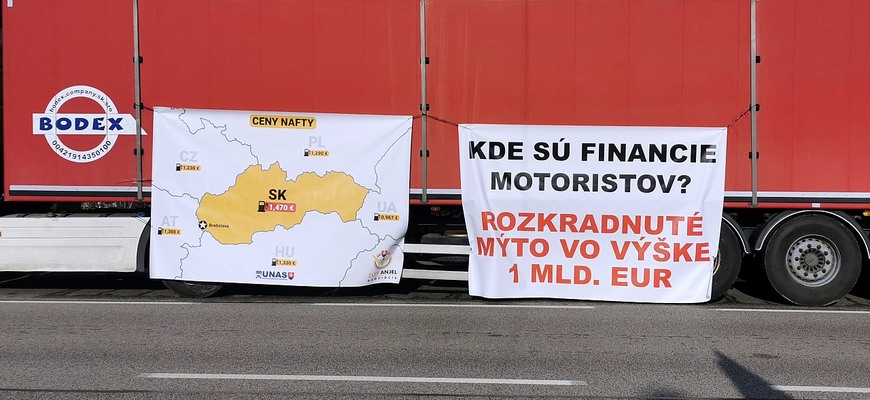 bodex.company.sk.sro
BODEX
00421914350100
CENY NAFTY
CZ
1,230 €
PL
1,290 €
SK
1,470 €
UA
0,967 €
AT
1,300 €
Bratislava
HU
1,330 €
UNAS
ANJEL
KDE SÚ FINANCIE
MOTORISTOV?
ROZKRADNUTÉ
MÝTO VO VÝŠKE
1 MLD. EUR